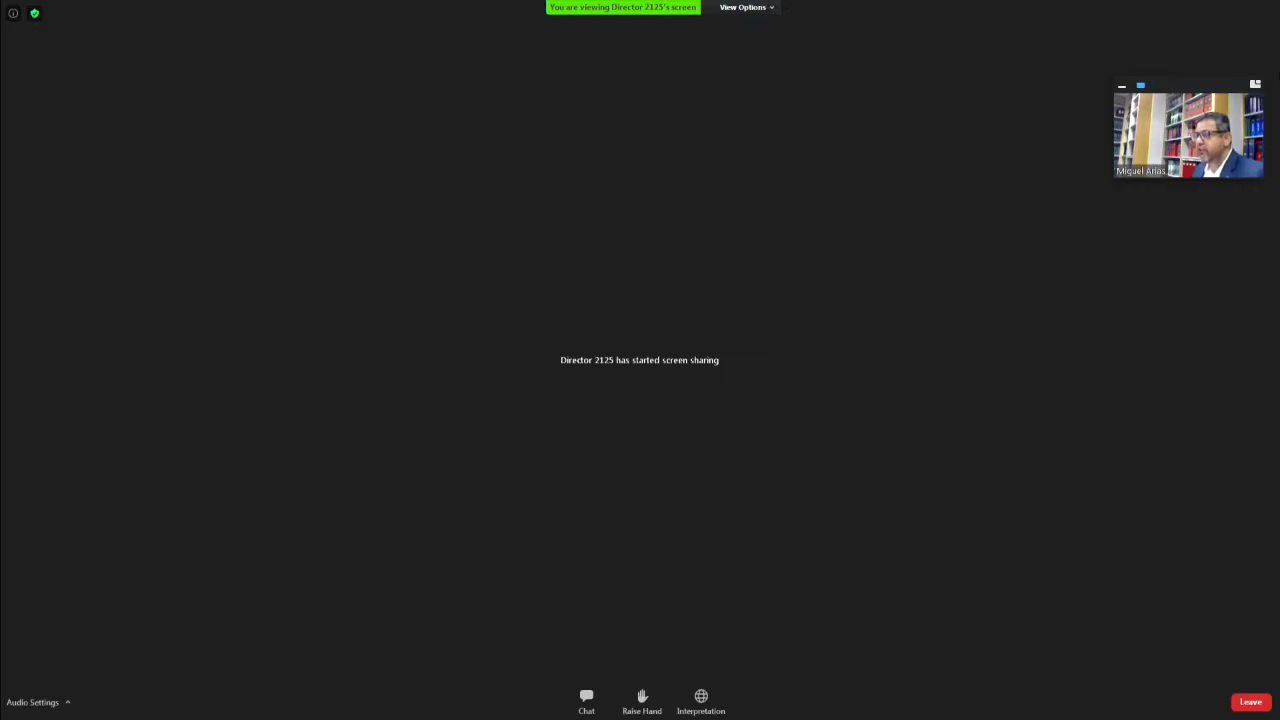 You are viewing Director 2125's screen
View Options
Miguel Arias
Director 2125 has started screen sharing
Audio Settings
Chat
Raise Hand
Interpretation
Leave